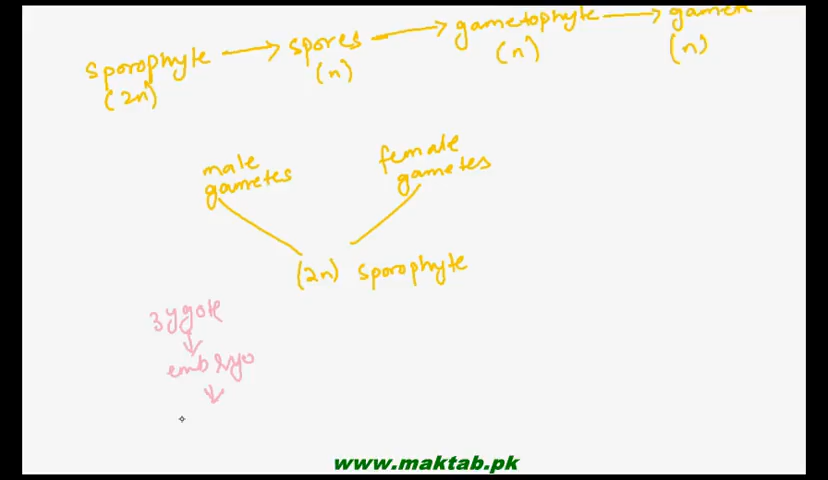 sporophyte → spores → gametophyte → gamete
(2n) (n) (n) (n)
male gametes
female gametes
(2n) sporophyte
zygote
↓
embryo
↓
www.maktab.pk